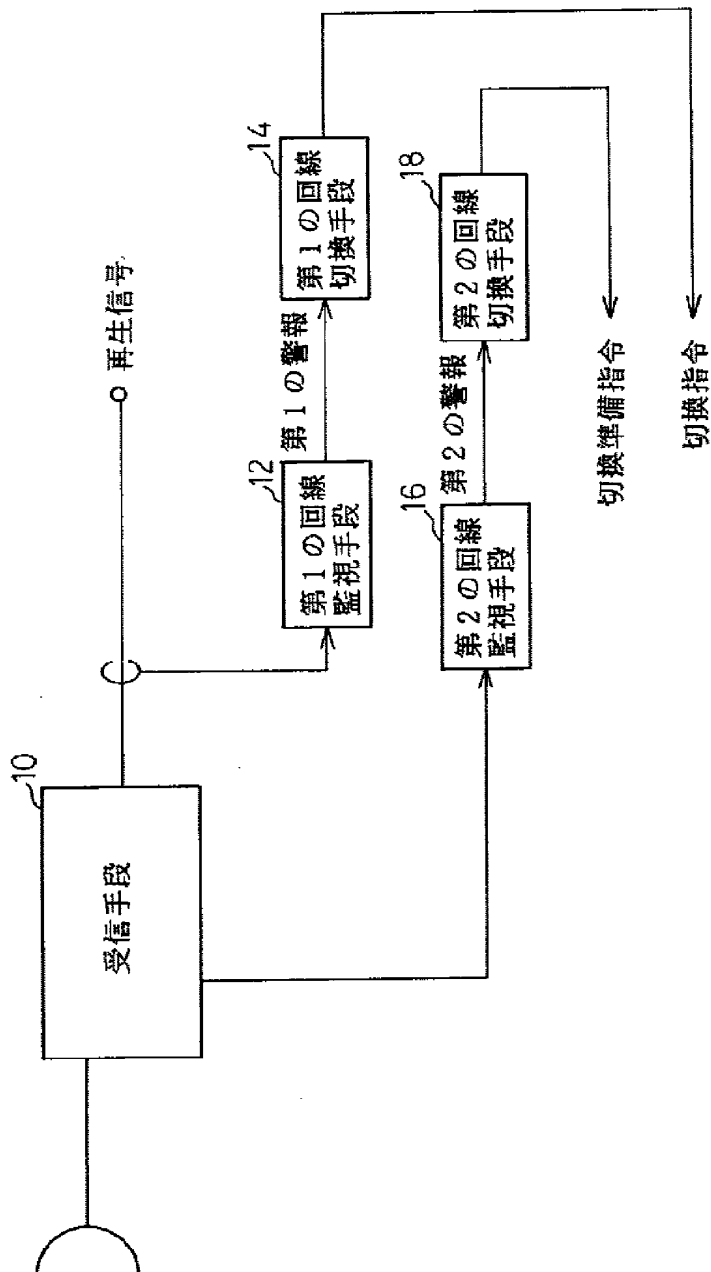 10
受信手段
再生信号
12
第1の回線
監視手段
第1の警報
14
第1の回線
切換手段
16
第2の回線
監視手段
第2の警報
18
第2の回線
切換手段
切換準備指令
切換指令